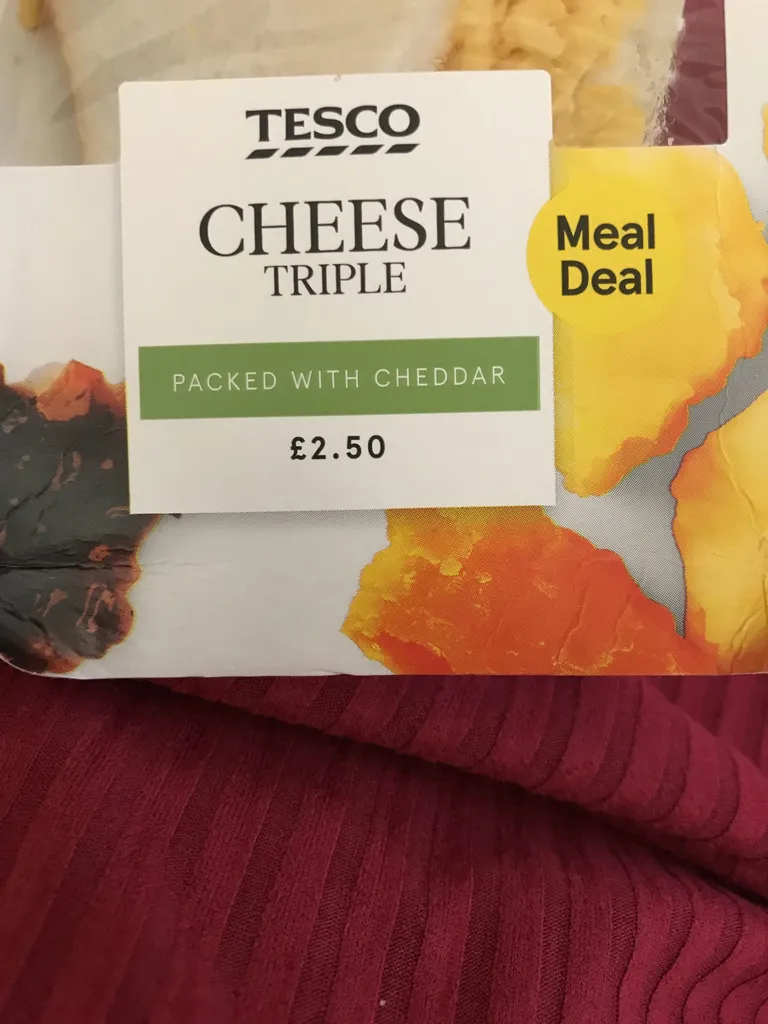 TESCO
CHEESE
TRIPLE
Meal
Deal
PACKED WITH CHEDDAR
£2.50